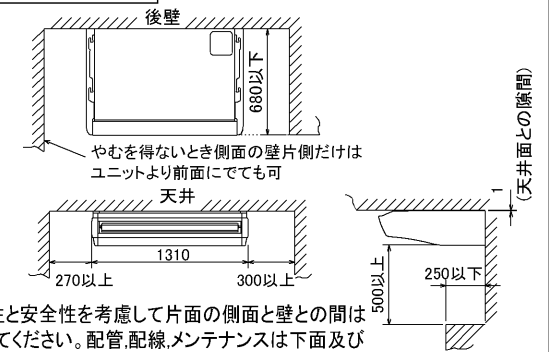 後壁
680以下
やむを得ないとき側面の壁片側だけは
ユニットより前面にでても可
天井
1310
270以上
300以上
1
(天井面との隙間)
500以上
250以下
と安全性を考慮して片面の側面と壁との間は
てください。配管,配線,メンテナンスは下面及び